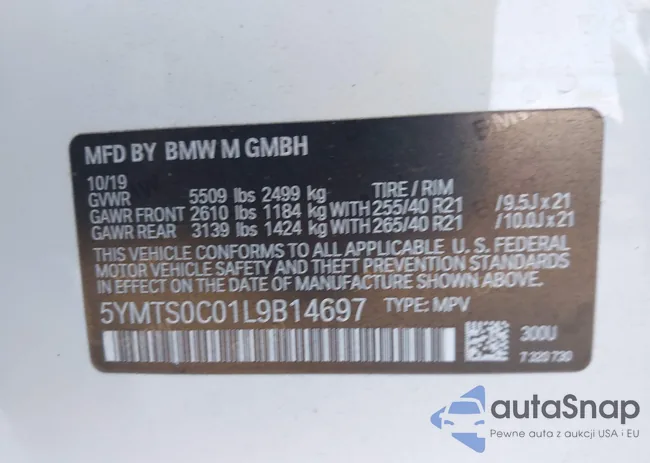 MFD BY BMW M GMBH
10/19
GVWR 5509 lbs 2499 kg TIRE / RIM
GAWR FRONT 2610 lbs 1184 kg WITH 255/40 R21 / 9.5J x 21
GAWR REAR 3139 lbs 1424 kg WITH 265/40 R21 / 10.0J x 21
THIS VEHICLE CONFORMS TO ALL APPLICABLE U. S. FEDERAL
MOTOR VEHICLE SAFETY AND THEFT PREVENTION STANDARDS
IN EFFECT ON THE DATE OF MANUFACTURE SHOWN ABOVE.
5YMTS0C01L9B14697 TYPE: MPV
300U
7 320 730
autaSnap
Pewne auta z aukcji USA i EU